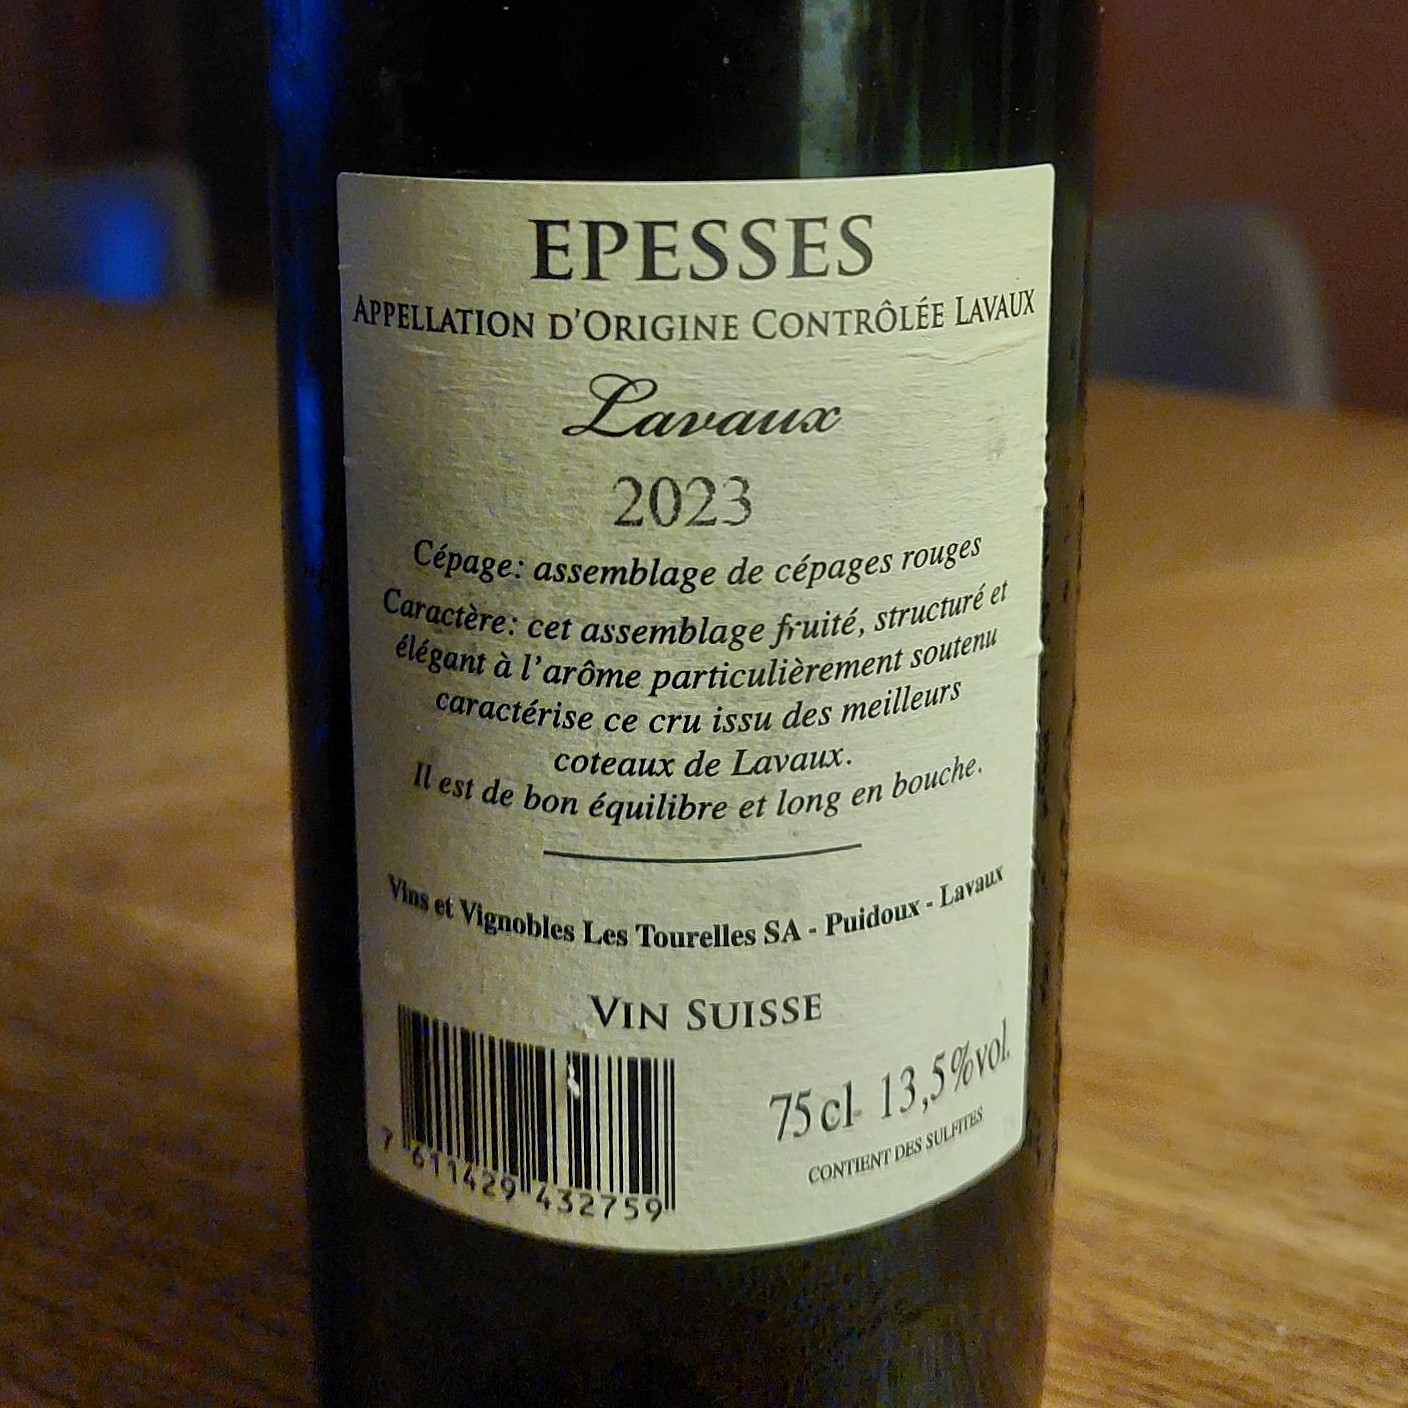 EPESSES
APPELLATION D'ORIGINE CONTRÔLÉE LAVAUX
Lavaux
2023
Cépage: assemblage de cépages rouges
Caractère: cet assemblage fruité, structuré et
élégant à l'arôme particulièrement soutenu
caractérise ce cru issu des meilleurs
coteaux de Lavaux.
Il est de bon équilibre et long en bouche.
Vins et Vignobles Les Tourelles SA - Puidoux - Lavaux
VIN SUISSE
75cl 13,5%vol.
CONTIENT DES SULFITES
7 611429 432759